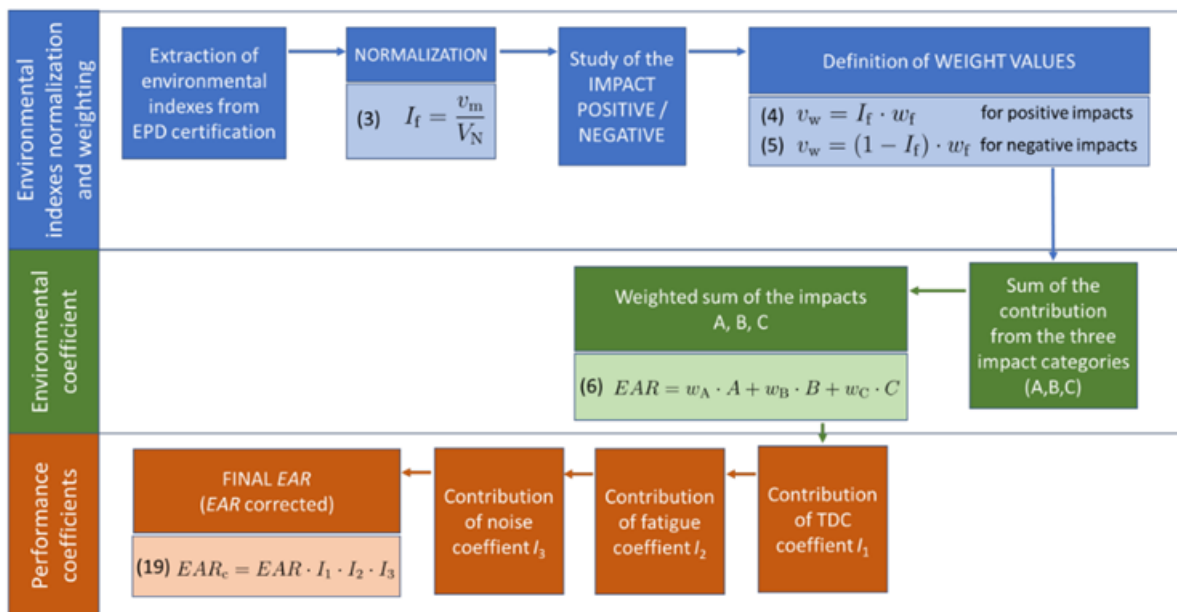 Environmental
indexes normalization
and weighting
Extraction of
environmental
indexes from
EPD certification
NORMALIZATION
(3) I_f = v_m / V_N
Study of the
IMPACT
POSITIVE /
NEGATIVE
Definition of WEIGHT VALUES
(4) v_w = I_f · w_f for positive impacts
(5) v_w = (1 − I_f) · w_f for negative impacts
Environmental
coefficient
Weighted sum of the impacts
A, B, C
(6) EAR = w_A · A + w_B · B + w_C · C
Sum of the
contribution
from the three
impact categories
(A,B,C)
Performance
coefficients
FINAL EAR
(EAR corrected)
(19) EAR_c = EAR · I_1 · I_2 · I_3
Contribution
of noise
coeffient I_3
Contribution
of fatigue
coeffient I_2
Contribution
of TDC
coeffient I_1